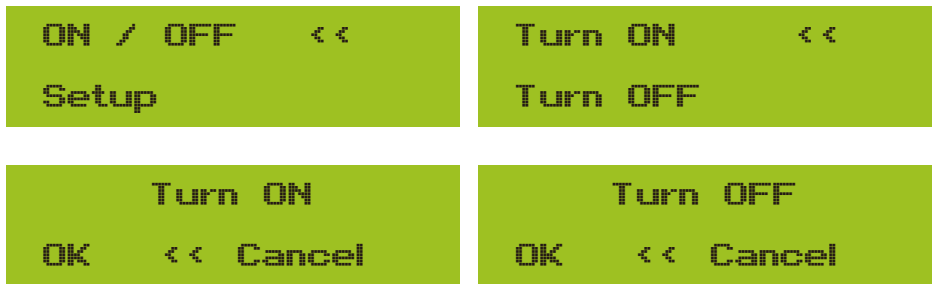 ON / OFF <<
Setup
Turn ON <<
Turn OFF
Turn ON
OK << Cancel
Turn OFF
OK << Cancel